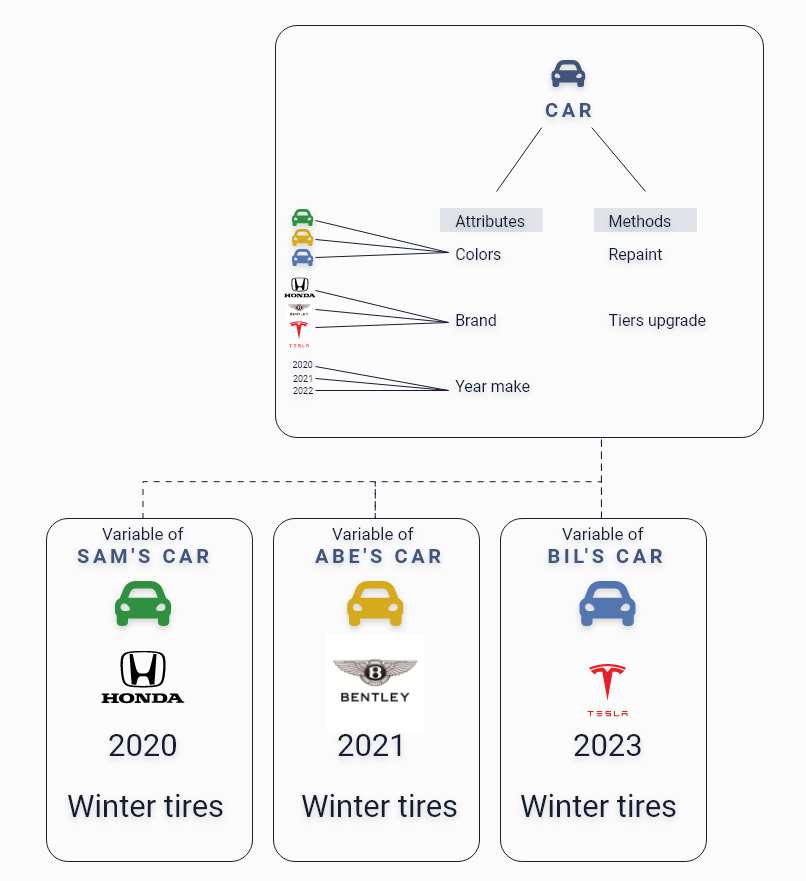 CAR
Attributes
Methods
Colors
Repaint
HONDA
BENTLEY
TESLA
Brand
Tiers upgrade
2020
2021
2022
Year make
Variable of
SAM'S CAR
HONDA
2020
Winter tires
Variable of
ABE'S CAR
B
BENTLEY
2021
Winter tires
Variable of
BIL'S CAR
TESLA
2023
Winter tires